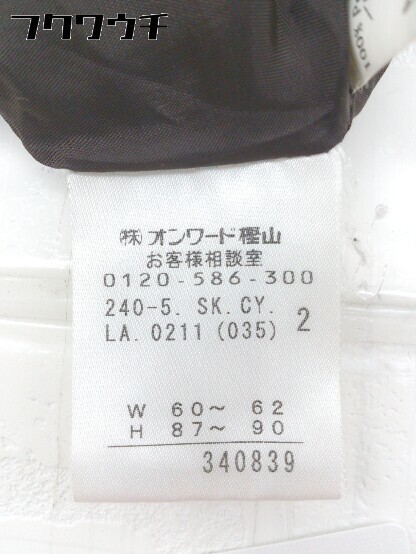 フクワウチ
100% P
㈱オンワード樫山
お客様相談室
0120-586-300
240-5. SK.CY.
LA. 0211 (035) 2
W 60～ 62
H 87～ 90
340839